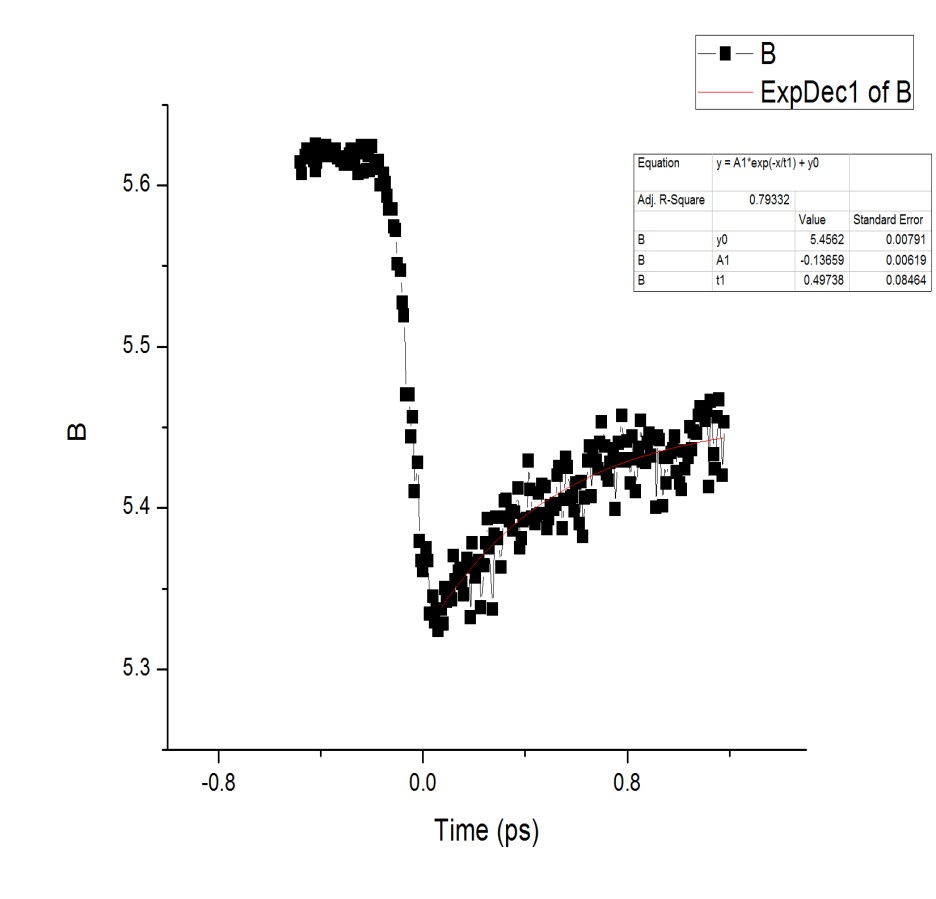 B
ExpDec1 of B
Equation y = A1*exp(-x/t1) + y0
Adj. R-Square 0.79332
Value Standard Error
B y0 5.4562 0.00791
B A1 -0.13659 0.00619
B t1 0.49738 0.08464
5.6
5.5
5.4
5.3
B
-0.8 0.0 0.8
Time (ps)